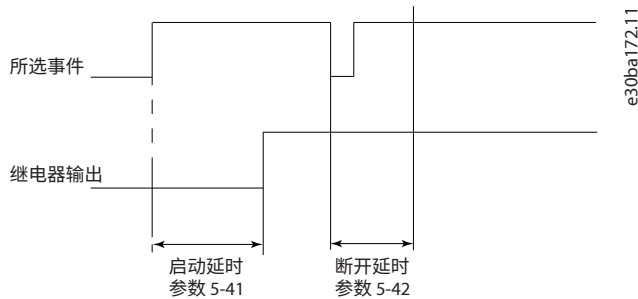 所选事件
继电器输出
启动延时
参数 5-41
断开延时
参数 5-42
e30ba172.11